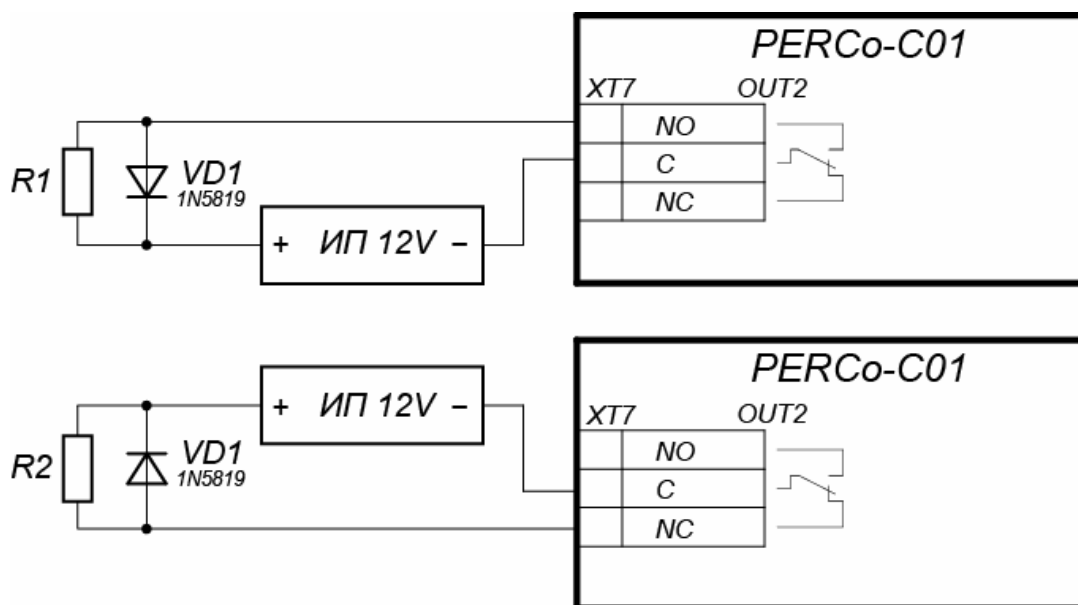 PERCo-C01
XT7 OUT2
NO
R1 VD1 C
1N5819
NC
+ ИП 12V −
PERCo-C01
+ ИП 12V −
XT7 OUT2
NO
R2 VD1
1N5819
C
NC